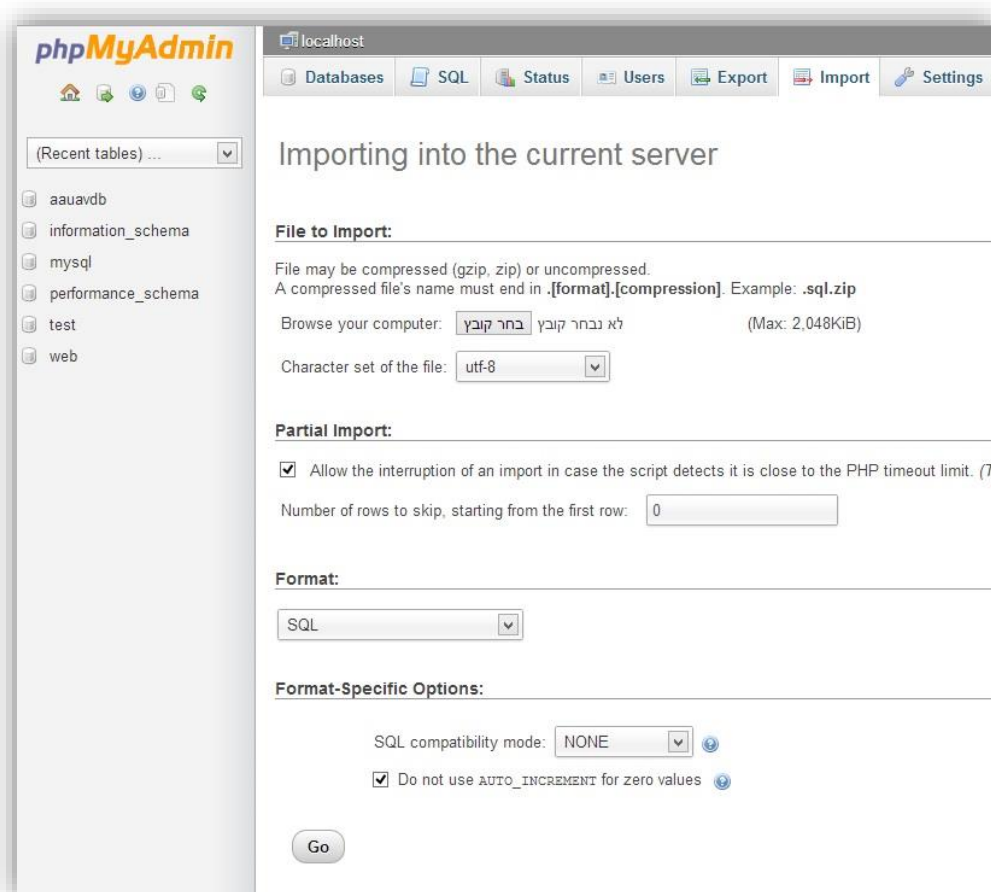 phpMyAdmin
(Recent tables) ...
aauavdb
information_schema
mysql
performance_schema
test
web
localhost
Databases SQL Status Users Export Import Settings
Importing into the current server
File to Import:
File may be compressed (gzip, zip) or uncompressed.
A compressed file's name must end in .[format].[compression]. Example: .sql.zip
Browse your computer: בחר קובץ לא נבחר קובץ (Max: 2,048KiB)
Character set of the file: utf-8
Partial Import:
Allow the interruption of an import in case the script detects it is close to the PHP timeout limit. (T
Number of rows to skip, starting from the first row: 0
Format:
SQL
Format-Specific Options:
SQL compatibility mode: NONE
Do not use AUTO_INCREMENT for zero values
Go